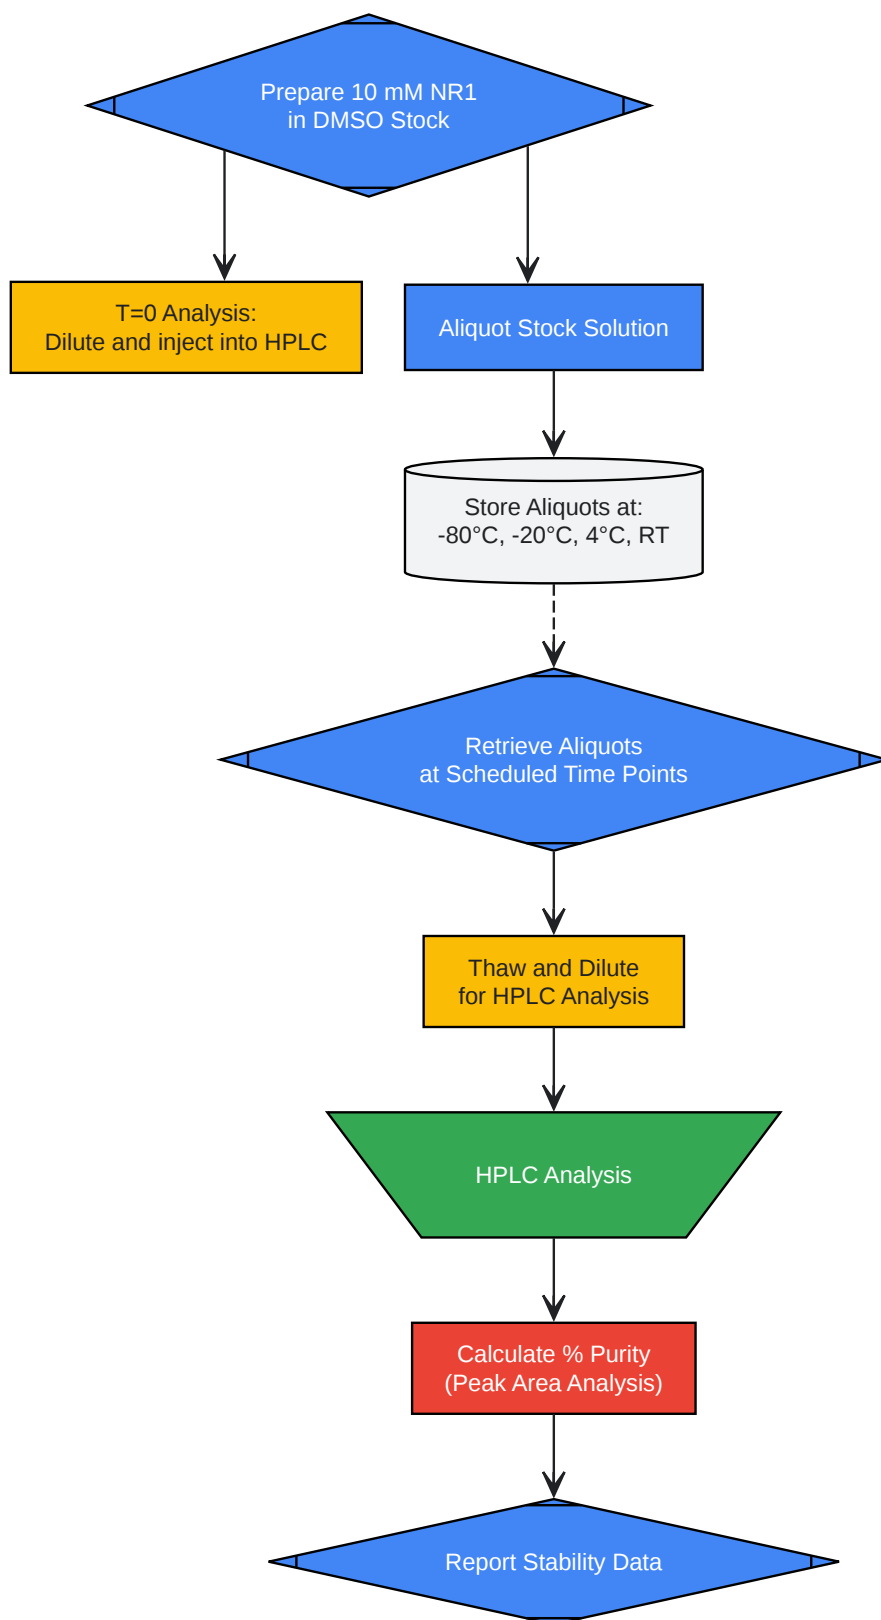 Prepare 10 mM NR1
in DMSO Stock
T=0 Analysis:
Dilute and inject into HPLC
Aliquot Stock Solution
Store Aliquots at:
-80°C, -20°C, 4°C, RT
Retrieve Aliquots
at Scheduled Time Points
Thaw and Dilute
for HPLC Analysis
HPLC Analysis
Calculate % Purity
(Peak Area Analysis)
Report Stability Data